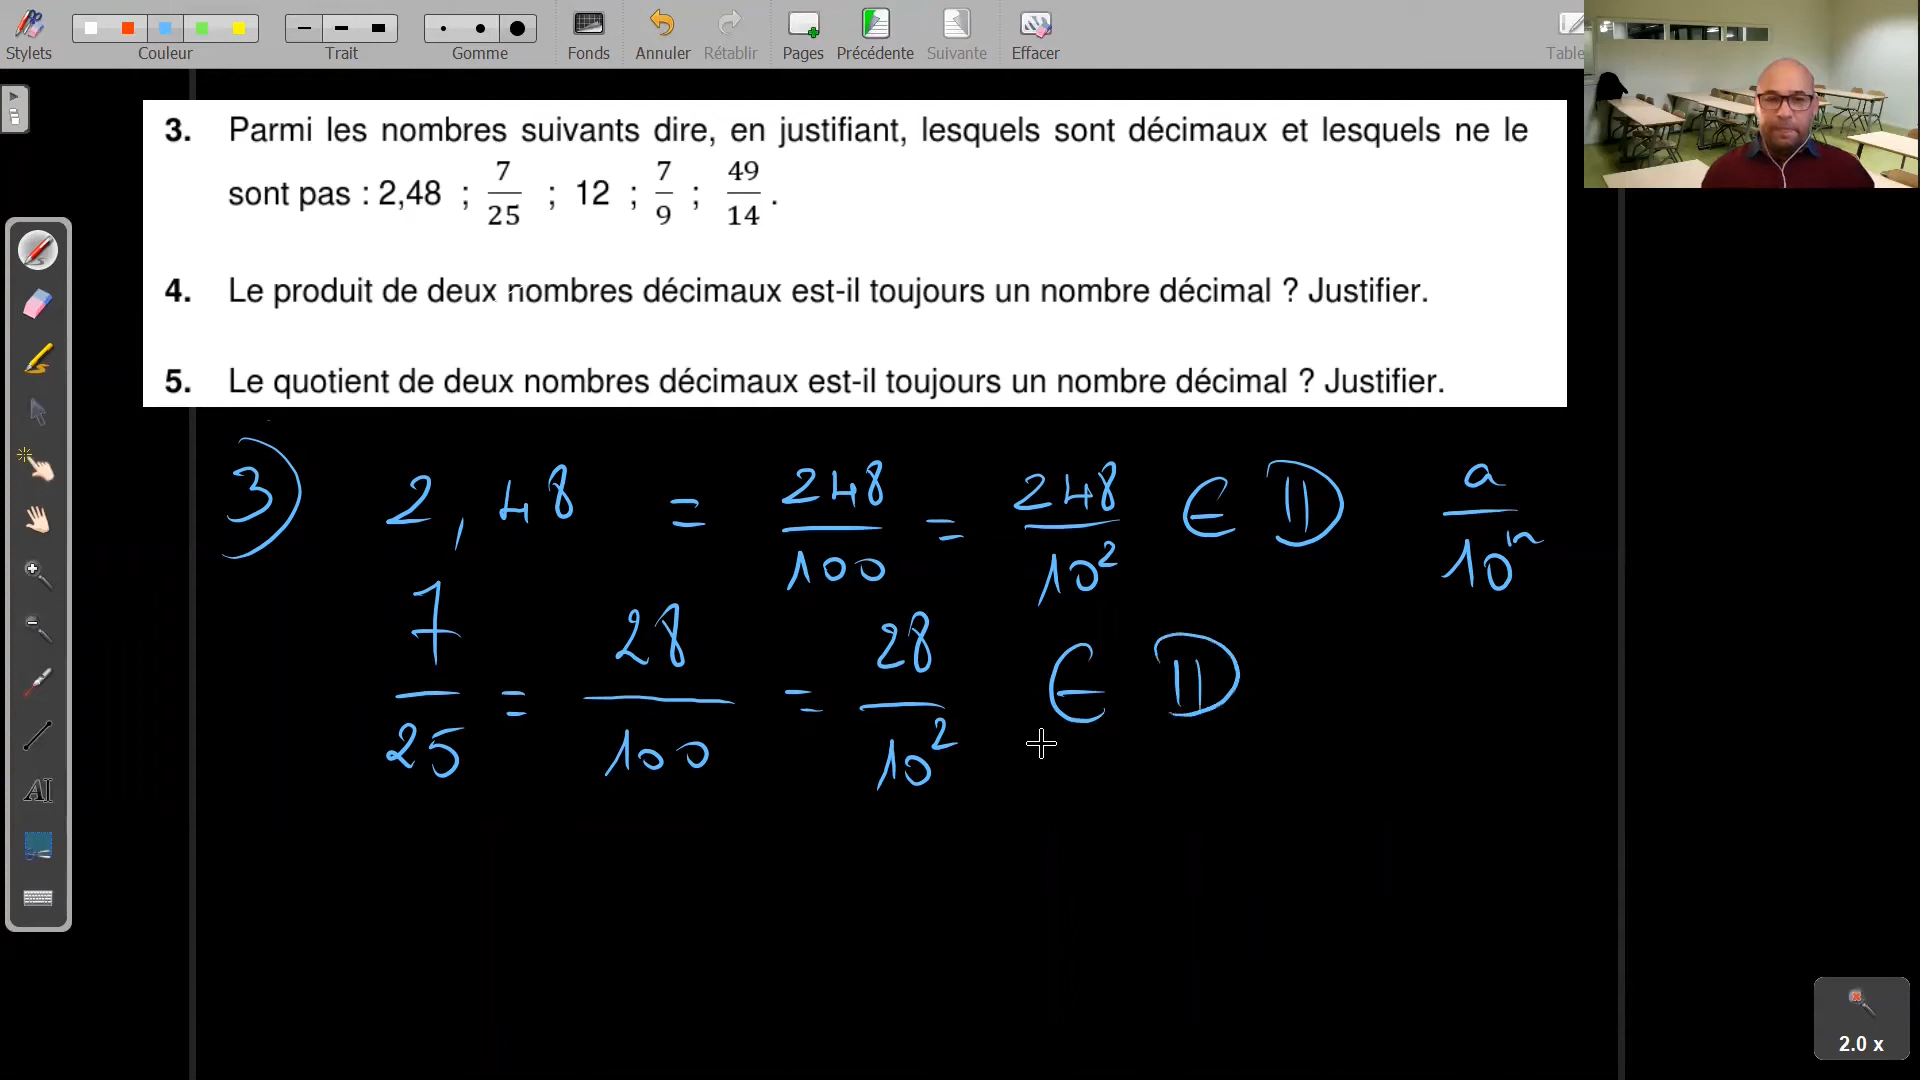 Stylets Couleur Trait Gomme Fonds Annuler Rétablir Pages Précédente Suivante Effacer
3. Parmi les nombres suivants dire, en justifiant, lesquels sont décimaux et lesquels ne le
sont pas : 2,48 ; 7/25 ; 12 ; 7/9 ; 49/14 .
4. Le produit de deux nombres décimaux est-il toujours un nombre décimal ? Justifier.
5. Le quotient de deux nombres décimaux est-il toujours un nombre décimal ? Justifier.
3) 2,48 = 248/100 = 248/10² ∈ 𝔻 a/10ⁿ
7/25 = 28/100 = 28/10² ∈ 𝔻
AI
2.0 x